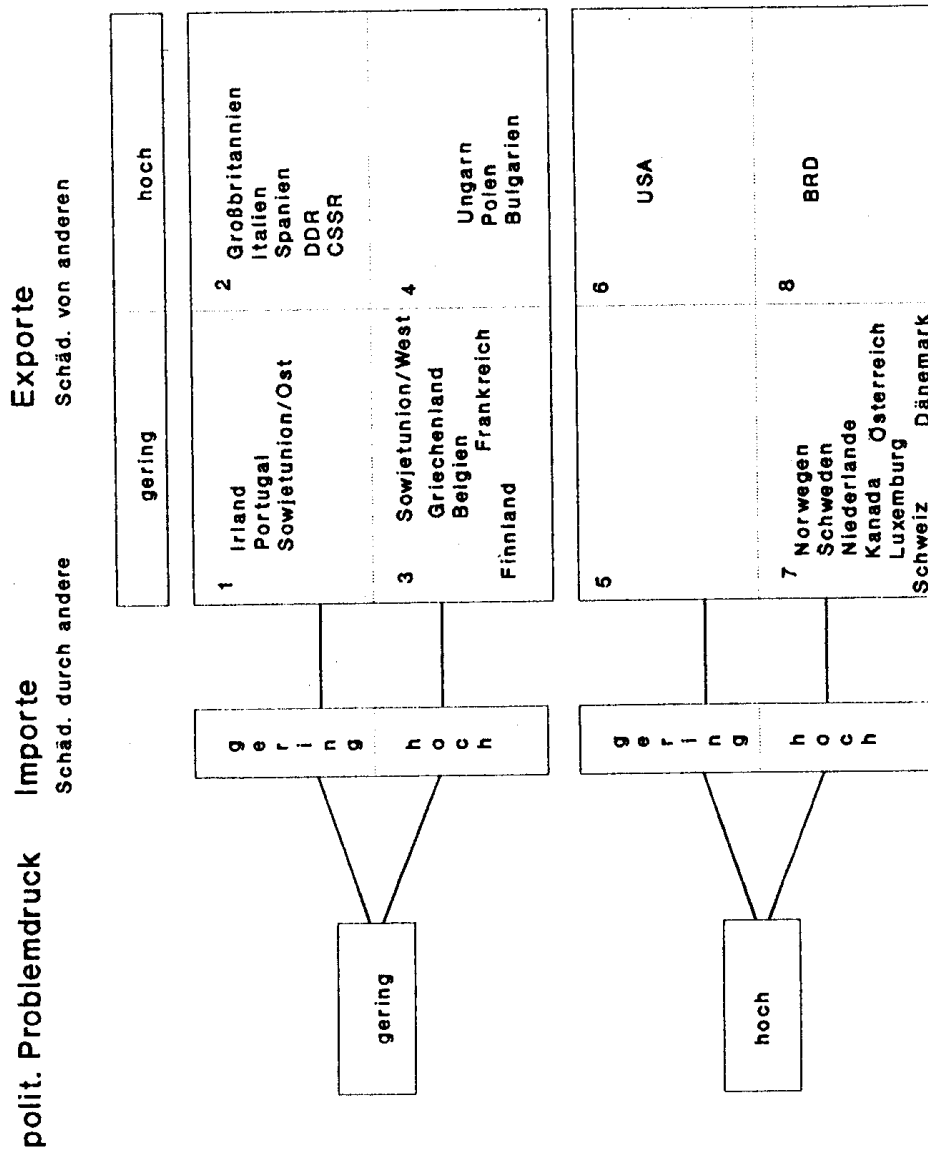 polit. Problemdruck
Importe
Schäd. durch andere
Exporte
Schäd. von anderen
gering
hoch
gering
gering
hoch
1
Irland
Portugal
Sowjetunion/Ost
2
Großbritannien
Italien
Spanien
DDR
CSSR
3
Sowjetunion/West
Griechenland
Belgien
Frankreich
Finnland
4
Ungarn
Polen
Bulgarien
hoch
gering
hoch
5
6
USA
7
Norwegen
Schweden
Niederlande
Kanada Österreich
Luxemburg
Schweiz Dänemark
8
BRD